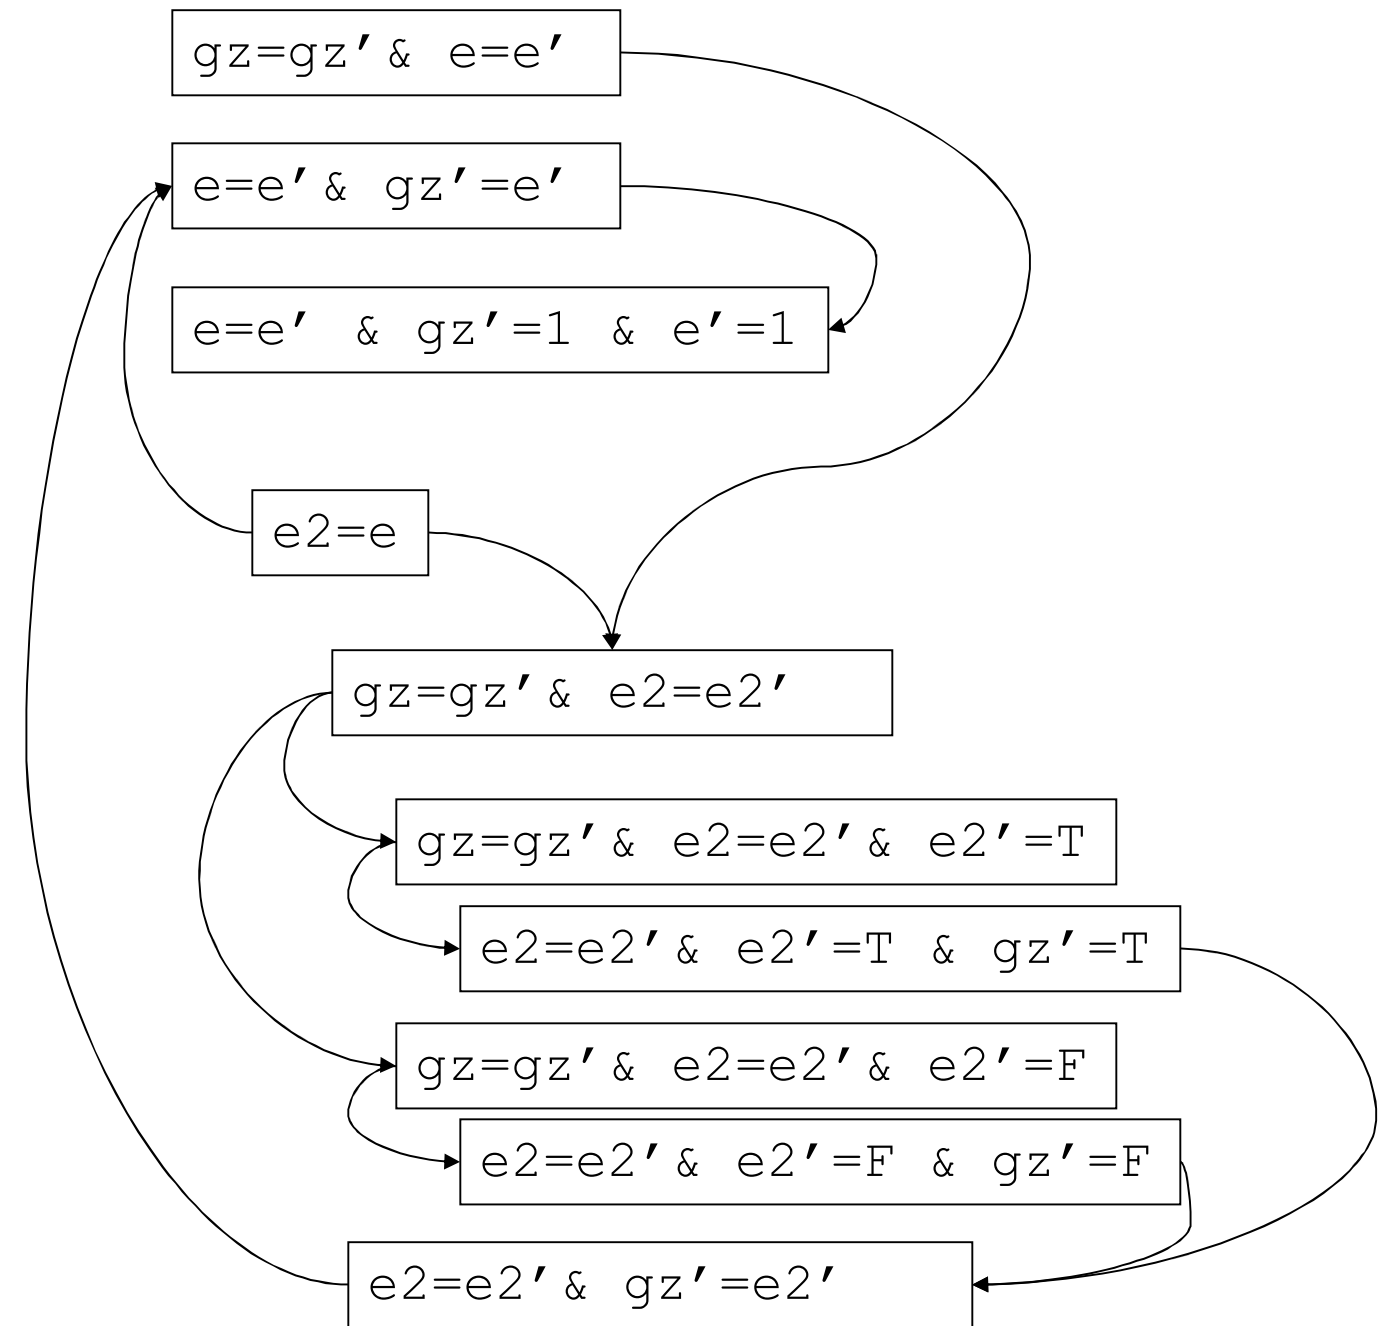 gz=gz′& e=e′
e=e′& gz′=e′
e=e′ & gz′=1 & e′=1
e2=e
gz=gz′& e2=e2′
gz=gz′& e2=e2′& e2′=T
e2=e2′& e2′=T & gz′=T
gz=gz′& e2=e2′& e2′=F
e2=e2′& e2′=F & gz′=F
e2=e2′& gz′=e2′